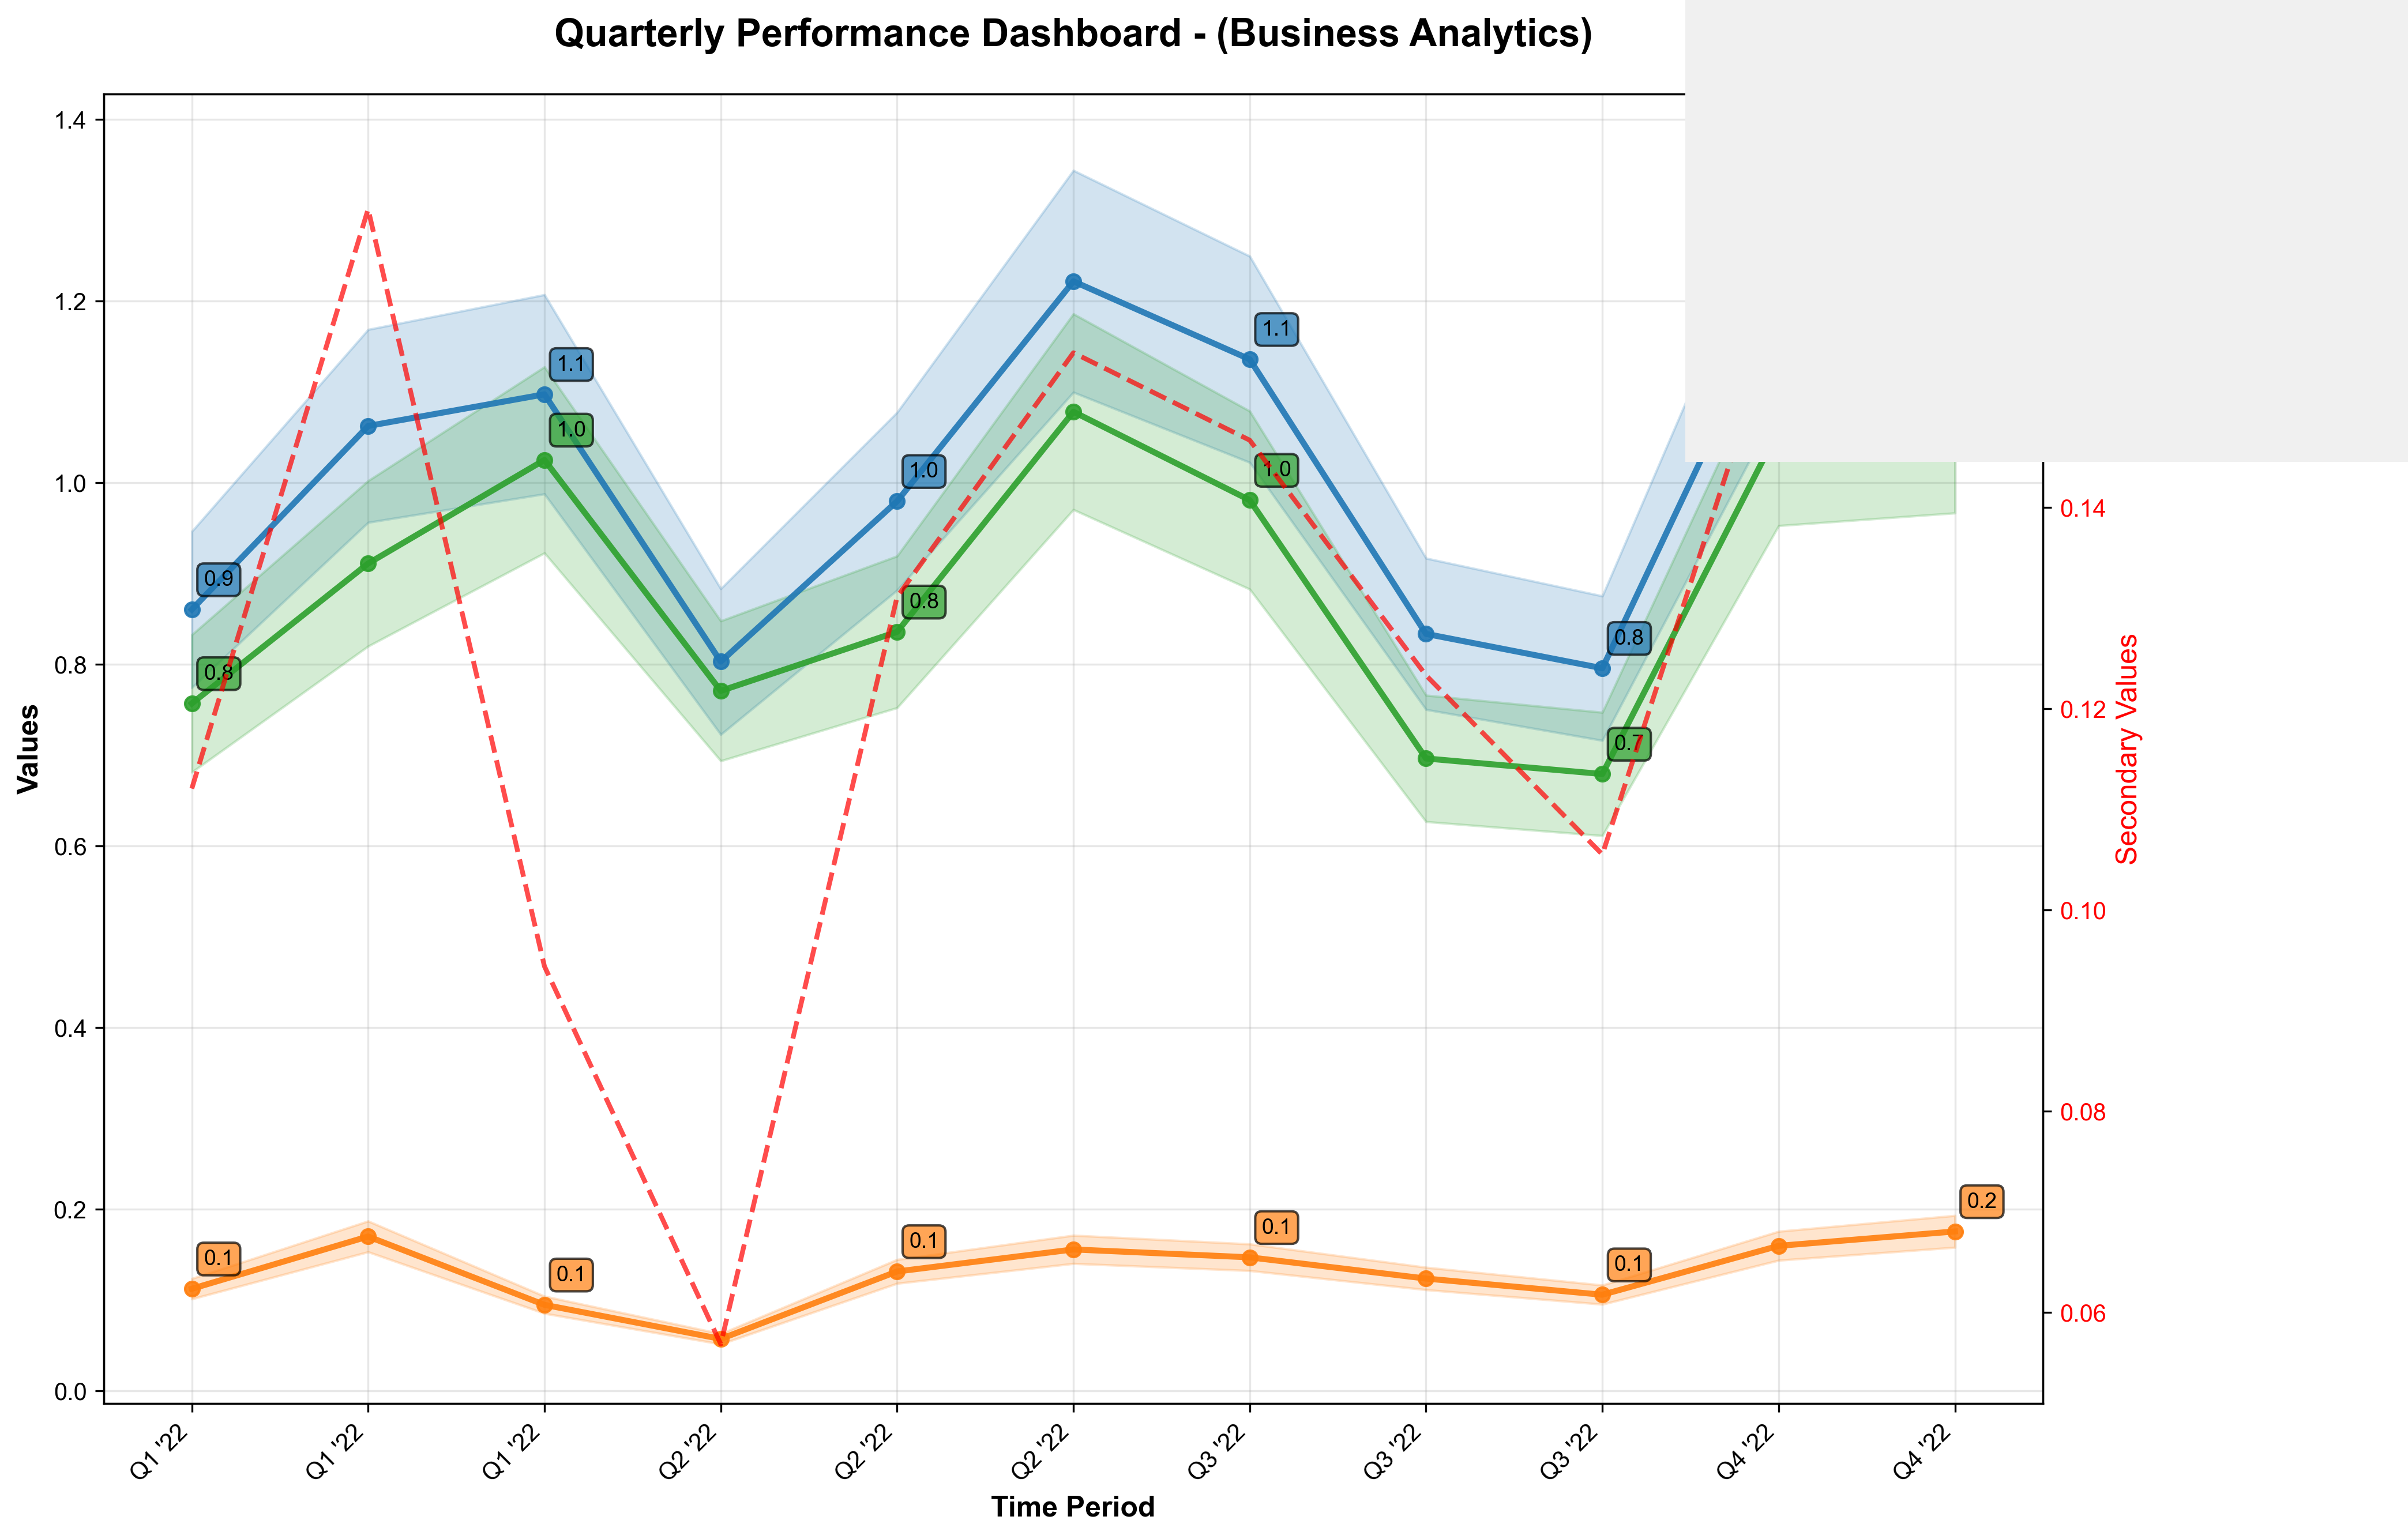 Quarterly Performance Dashboard - (Business Analytics)
1.4
1.2
1.0
0.8
0.6
0.4
0.2
0.0
Values
0.9
1.1
1.0
1.1
0.8
0.8
1.0
0.8
1.0
0.7
0.1
0.1
0.1
0.1
0.1
0.2
0.14
0.12
0.10
0.08
0.06
Secondary Values
Q1 '22
Q1 '22
Q1 '22
Q2 '22
Q2 '22
Q2 '22
Q3 '22
Q3 '22
Q3 '22
Q4 '22
Q4 '22
Time Period